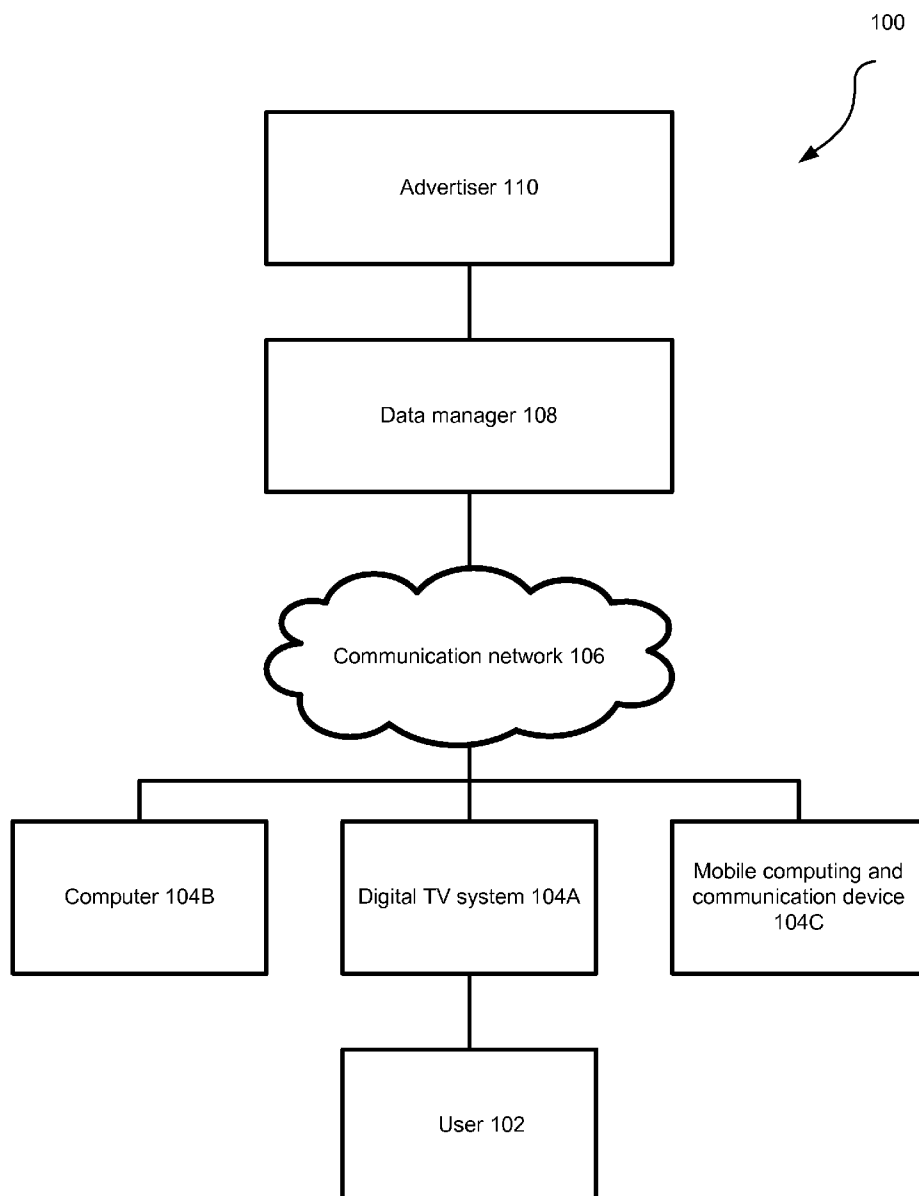 100
Advertiser 110
Data manager 108
Communication network 106
Computer 104B
Digital TV system 104A
Mobile computing and
communication device
104C
User 102